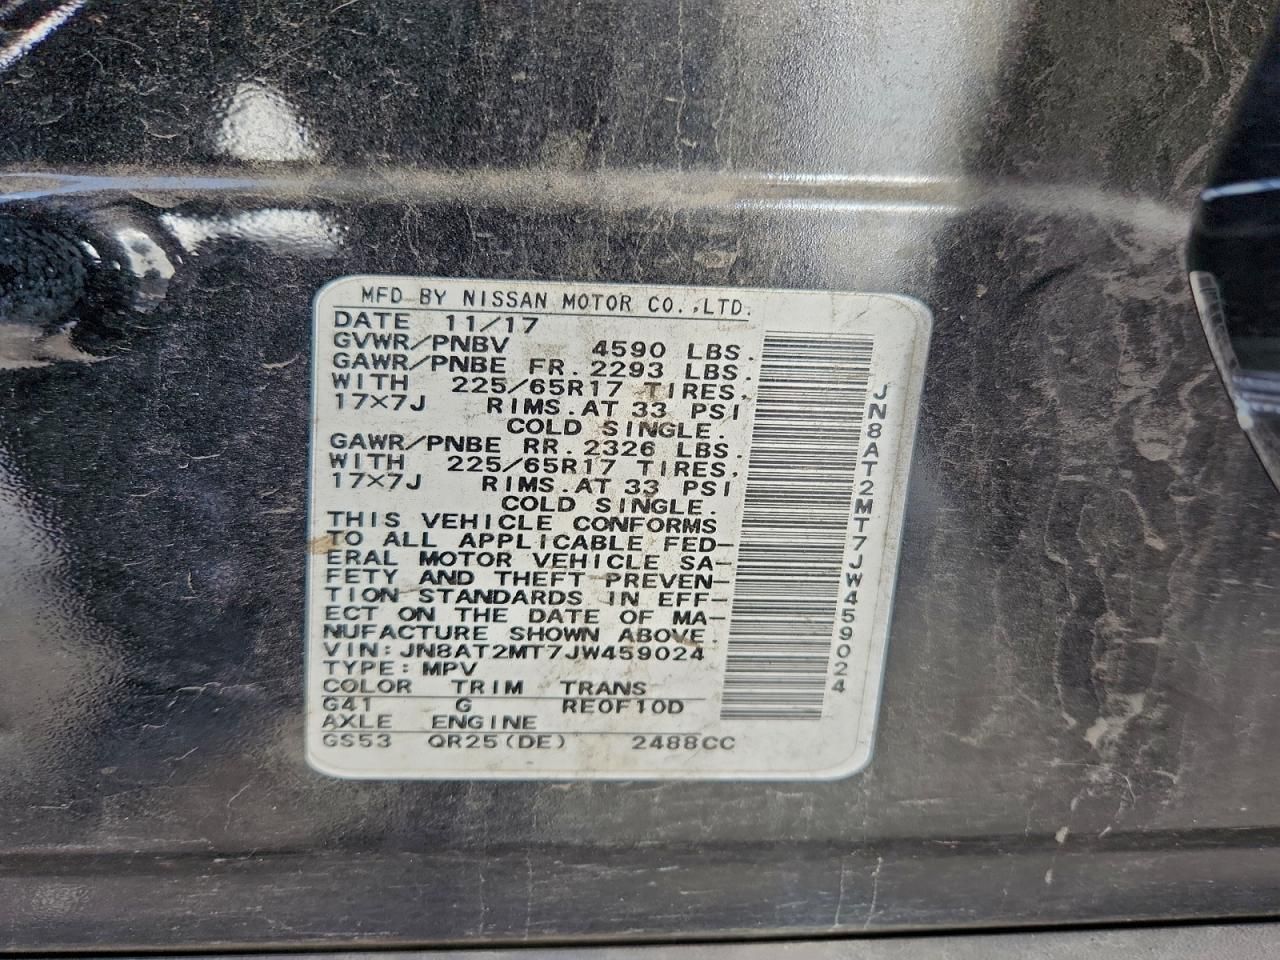 MFD BY NISSAN MOTOR CO.,LTD.
DATE 11/17
GVWR/PNBV 4590 LBS.
GAWR/PNBE FR. 2293 LBS.
WITH 225/65R17 TIRES,
17×7J RIMS.AT 33 PSI
COLD SINGLE.
GAWR/PNBE RR. 2326 LBS.
WITH 225/65R17 TIRES,
17×7J RIMS.AT 33 PSI
COLD SINGLE.
THIS VEHICLE CONFORMS
TO ALL APPLICABLE FED-
ERAL MOTOR VEHICLE SA-
FETY AND THEFT PREVEN-
TION STANDARDS IN EFF-
ECT ON THE DATE OF MA-
NUFACTURE SHOWN ABOVE.
VIN: JN8AT2MT7JW459024
TYPE: MPV
COLOR TRIM TRANS
G41 G RE0F10D
AXLE ENGINE
GS53 QR25(DE) 2488CC
JN8AT2MT7JW459024